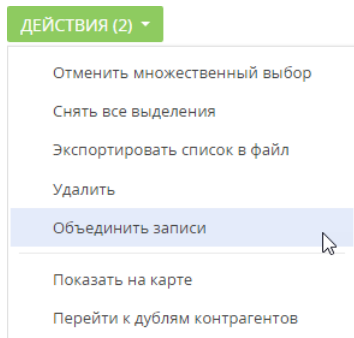 ДЕЙСТВИЯ (2)
Отменить множественный выбор
Снять все выделения
Экспортировать список в файл
Удалить
Объединить записи
Показать на карте
Перейти к дублям контрагентов